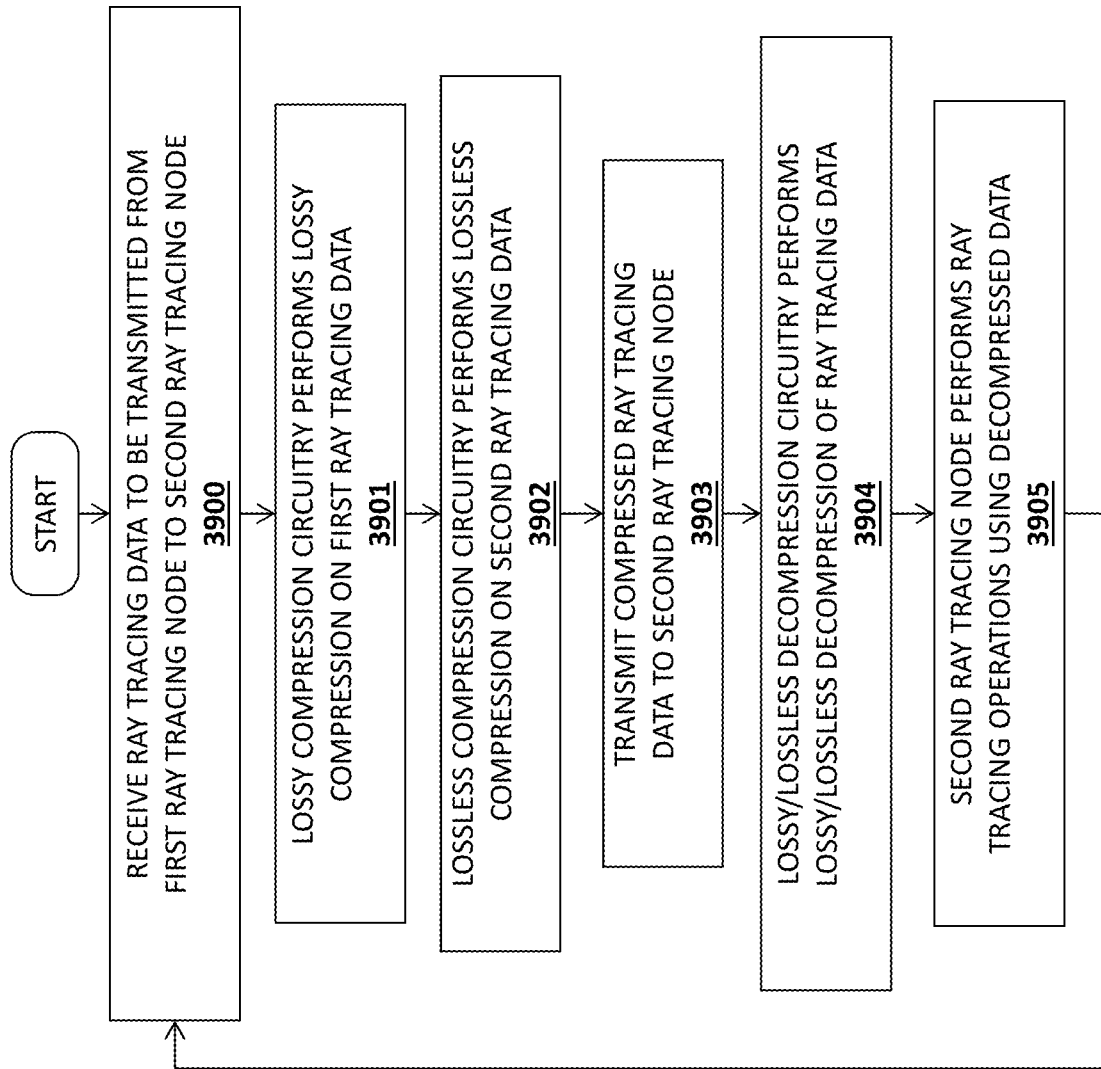 START
RECEIVE RAY TRACING DATA TO BE TRANSMITTED FROM
FIRST RAY TRACING NODE TO SECOND RAY TRACING NODE
3900
LOSSY COMPRESSION CIRCUITRY PERFORMS LOSSY
COMPRESSION ON FIRST RAY TRACING DATA
3901
LOSSLESS COMPRESSION CIRCUITRY PERFORMS LOSSLESS
COMPRESSION ON SECOND RAY TRACING DATA
3902
TRANSMIT COMPRESSED RAY TRACING
DATA TO SECOND RAY TRACING NODE
3903
LOSSY/LOSSLESS DECOMPRESSION CIRCUITRY PERFORMS
LOSSY/LOSSLESS DECOMPRESSION OF RAY TRACING DATA
3904
SECOND RAY TRACING NODE PERFORMS RAY
TRACING OPERATIONS USING DECOMPRESSED DATA
3905